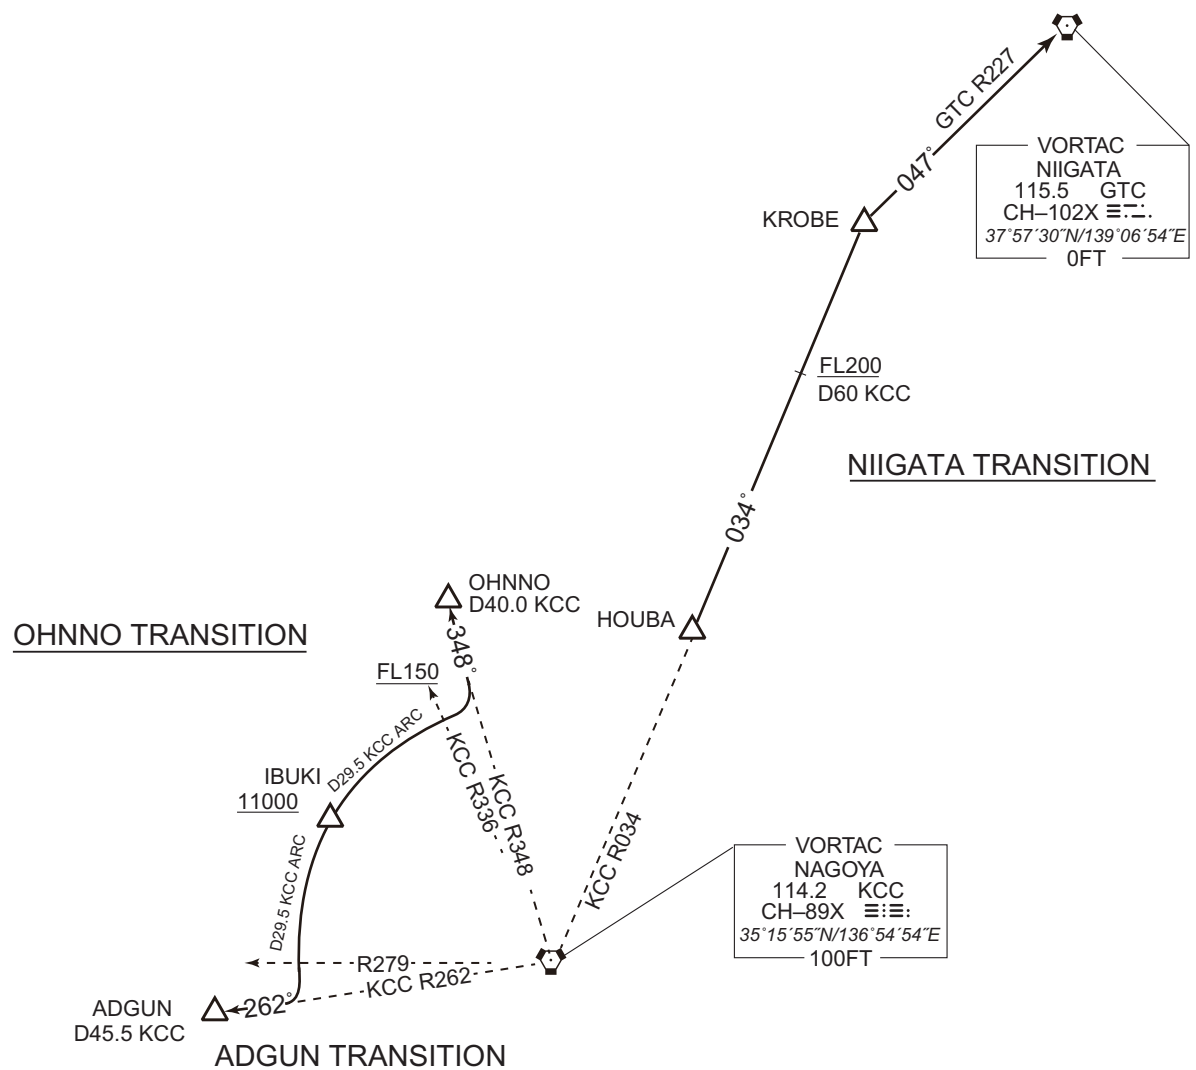 GTC R227
047°
VORTAC
NIIGATA
115.5 GTC
CH–102X
37°57´30˝N/139°06´54˝E
0FT
KROBE
FL200
D60 KCC
NIIGATA TRANSITION
034°
OHNNO
D40.0 KCC
HOUBA
OHNNO TRANSITION
348°
FL150
D29.5 KCC ARC
IBUKI
11000
KCC R336
KCC R348
KCC R034
D29.5 KCC ARC
VORTAC
NAGOYA
114.2 KCC
CH–89X
35°15´55˝N/136°54´54˝E
100FT
R279
KCC R262
262°
ADGUN
D45.5 KCC
ADGUN TRANSITION